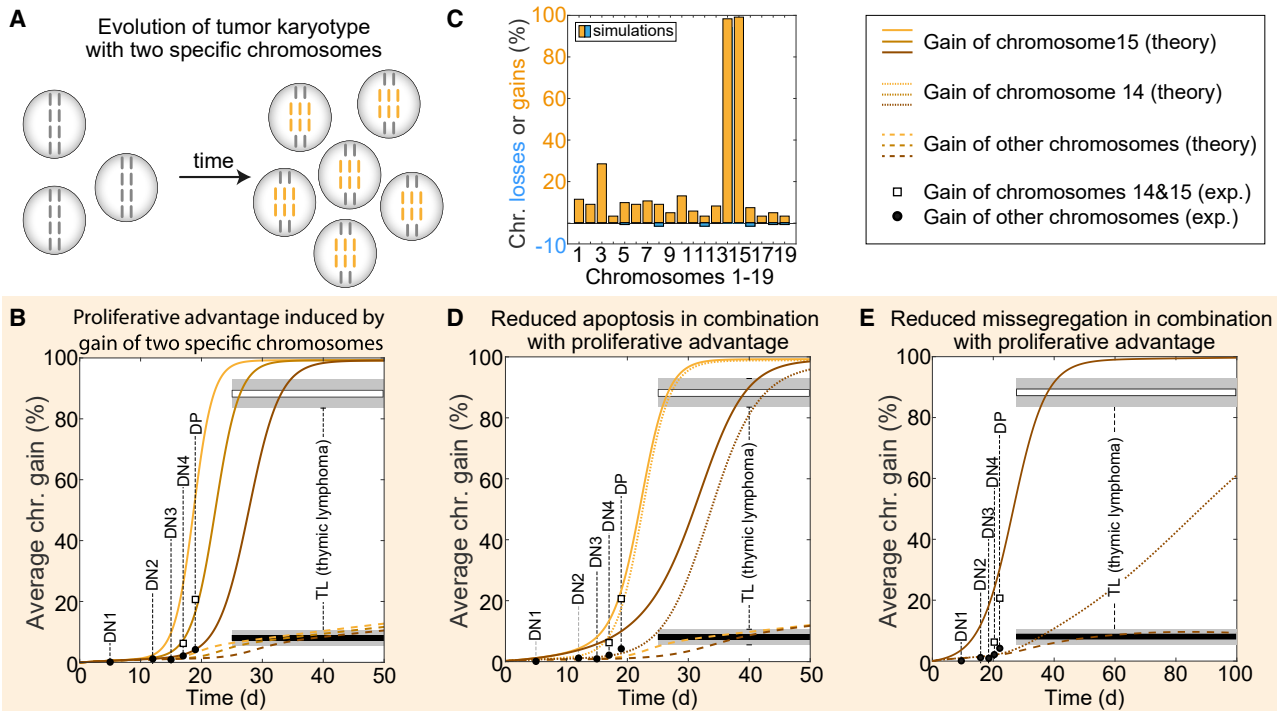 A
Evolution of tumor karyotype
with two specific chromosomes
time
C
Chr. losses or gains (%)
100
80
60
40
20
-10
simulations
1 3 5 7 9 11 13 15 17 19
Chromosomes 1-19
Gain of chromosome15 (theory)
Gain of chromosome 14 (theory)
Gain of other chromosomes (theory)
Gain of chromosomes 14&15 (exp.)
Gain of other chromosomes (exp.)
B
Proliferative advantage induced by
gain of two specific chromosomes
Average chr. gain (%)
100
80
60
40
20
0
DN1
DN2
DN3
DN4
DP
TL (thymic lymphoma)
0 10 20 30 40 50
Time (d)
D
Reduced apoptosis in combination
with proliferative advantage
Average chr. gain (%)
100
80
60
40
20
0
DN1
DN2
DN3
DN4
DP
TL (thymic lymphoma)
0 10 20 30 40 50
Time (d)
E
Reduced missegregation in combination
with proliferative advantage
Average chr. gain (%)
100
80
60
40
20
0
DN1
DN2
DN3
DN4
DP
TL (thymic lymphoma)
0 20 40 60 80 100
Time (d)